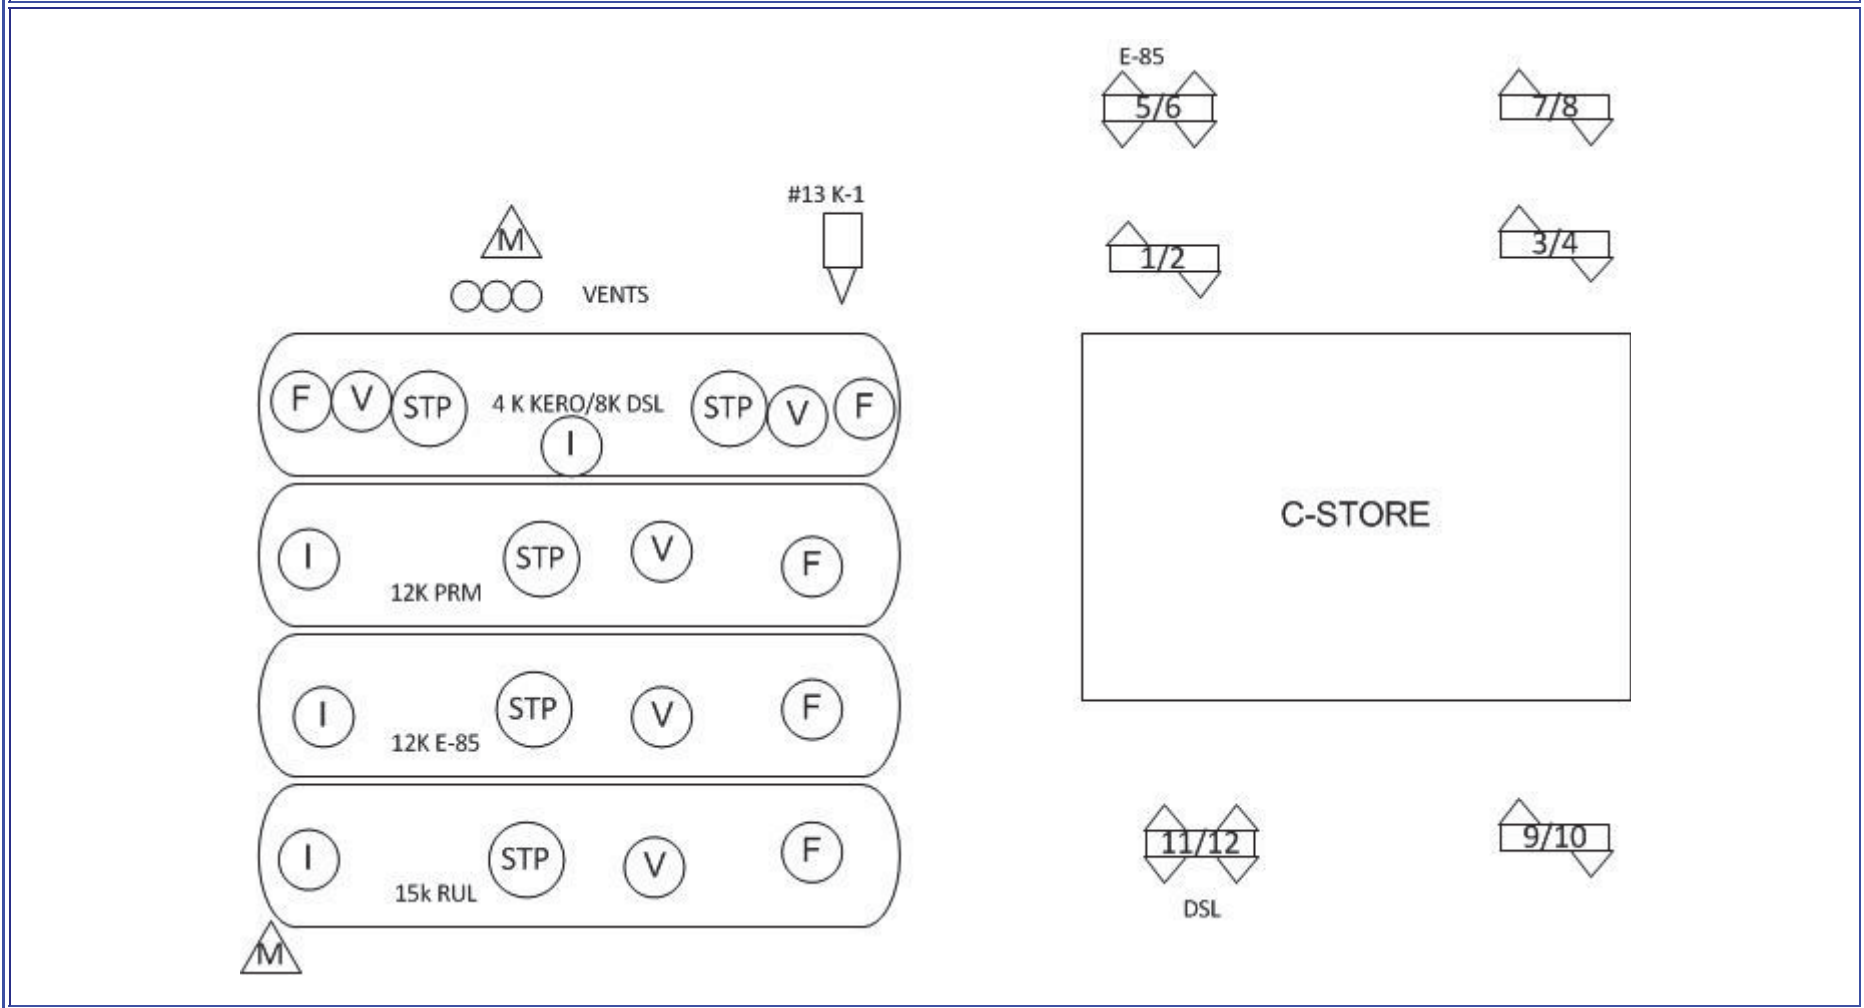 E-85
5/6
7/8
#13 K-1
M
VENTS
1/2
3/4
F V STP 4 K KERO/8K DSL STP V F
I
I STP V F
12K PRM
C-STORE
I STP V F
12K E-85
I STP V F
15k RUL
11/12
9/10
DSL
M